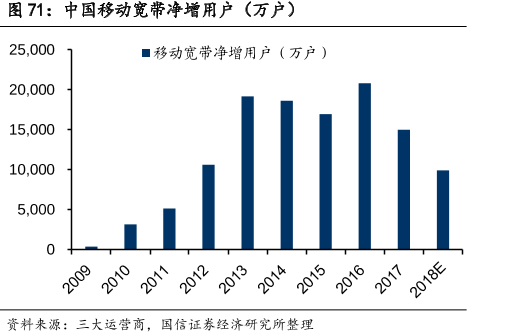 图 71：中国移动宽带净增用户（万户）
移动宽带净增用户（万户）
25,000
20,000
15,000
10,000
5,000
0
2009 2010 2011 2012 2013 2014 2015 2016 2017 2018E
资料来源：三大运营商，国信证券经济研究所整理